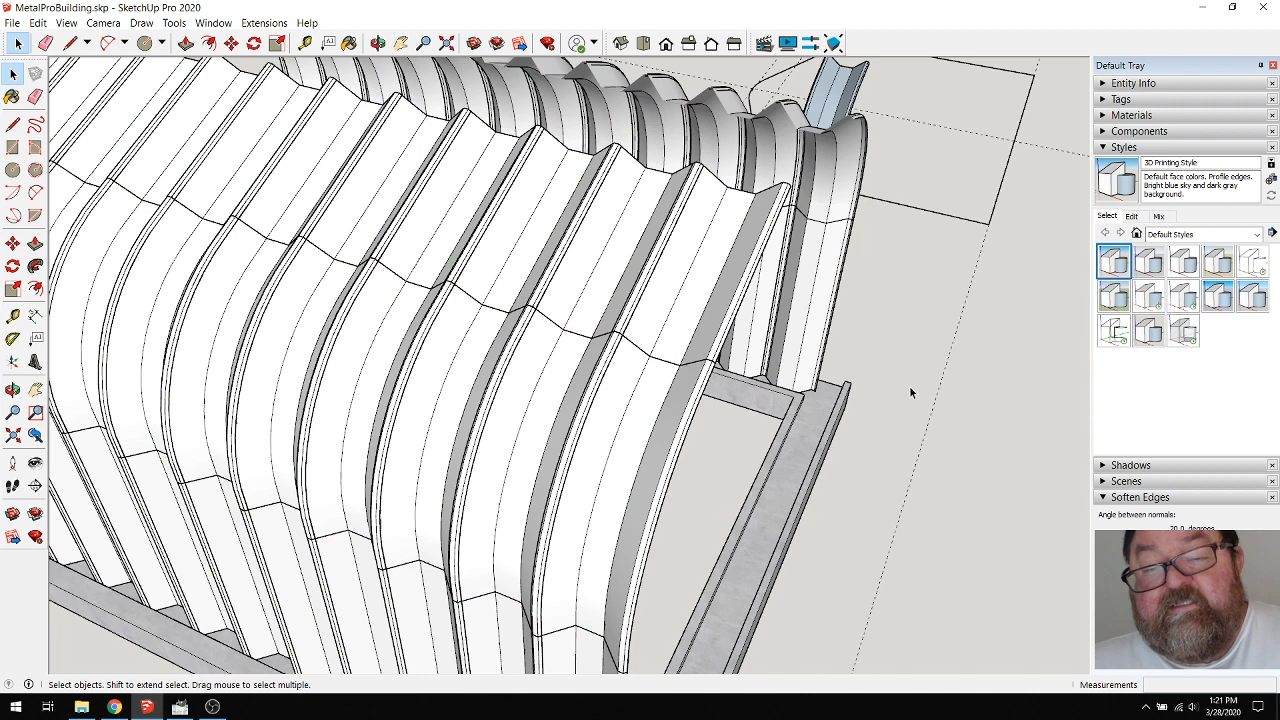 MetalProBuilding.skp - SketchUp Pro 2020
File Edit View Camera Draw Tools Window Extensions Help
Default Tray
Entity Info
Tags
Materials
Components
Styles
3D Printing Style
Default face colors. Profile edges.
Bright blue sky and dark gray
background.
Select Edit Mix
Default Styles
Shadows
Scenes
Soften Edges
Angle between normals:
20.0 degrees
Select objects. Shift to extend select. Drag mouse to select multiple.
Measurements
1:21 PM
3/28/2020